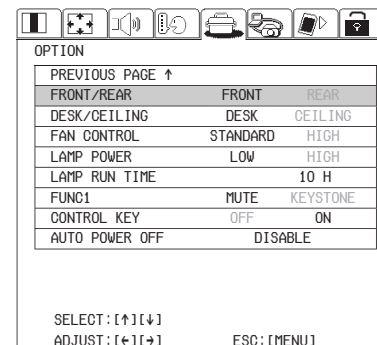 OPTION
PREVIOUS PAGE ↑
FRONT/REAR FRONT REAR
DESK/CEILING DESK CEILING
FAN CONTROL STANDARD HIGH
LAMP POWER LOW HIGH
LAMP RUN TIME 10 H
FUNC1 MUTE KEYSTONE
CONTROL KEY OFF ON
AUTO POWER OFF DISABLE
SELECT:[↑][↓]
ADJUST:[←][→] ESC:[MENU]